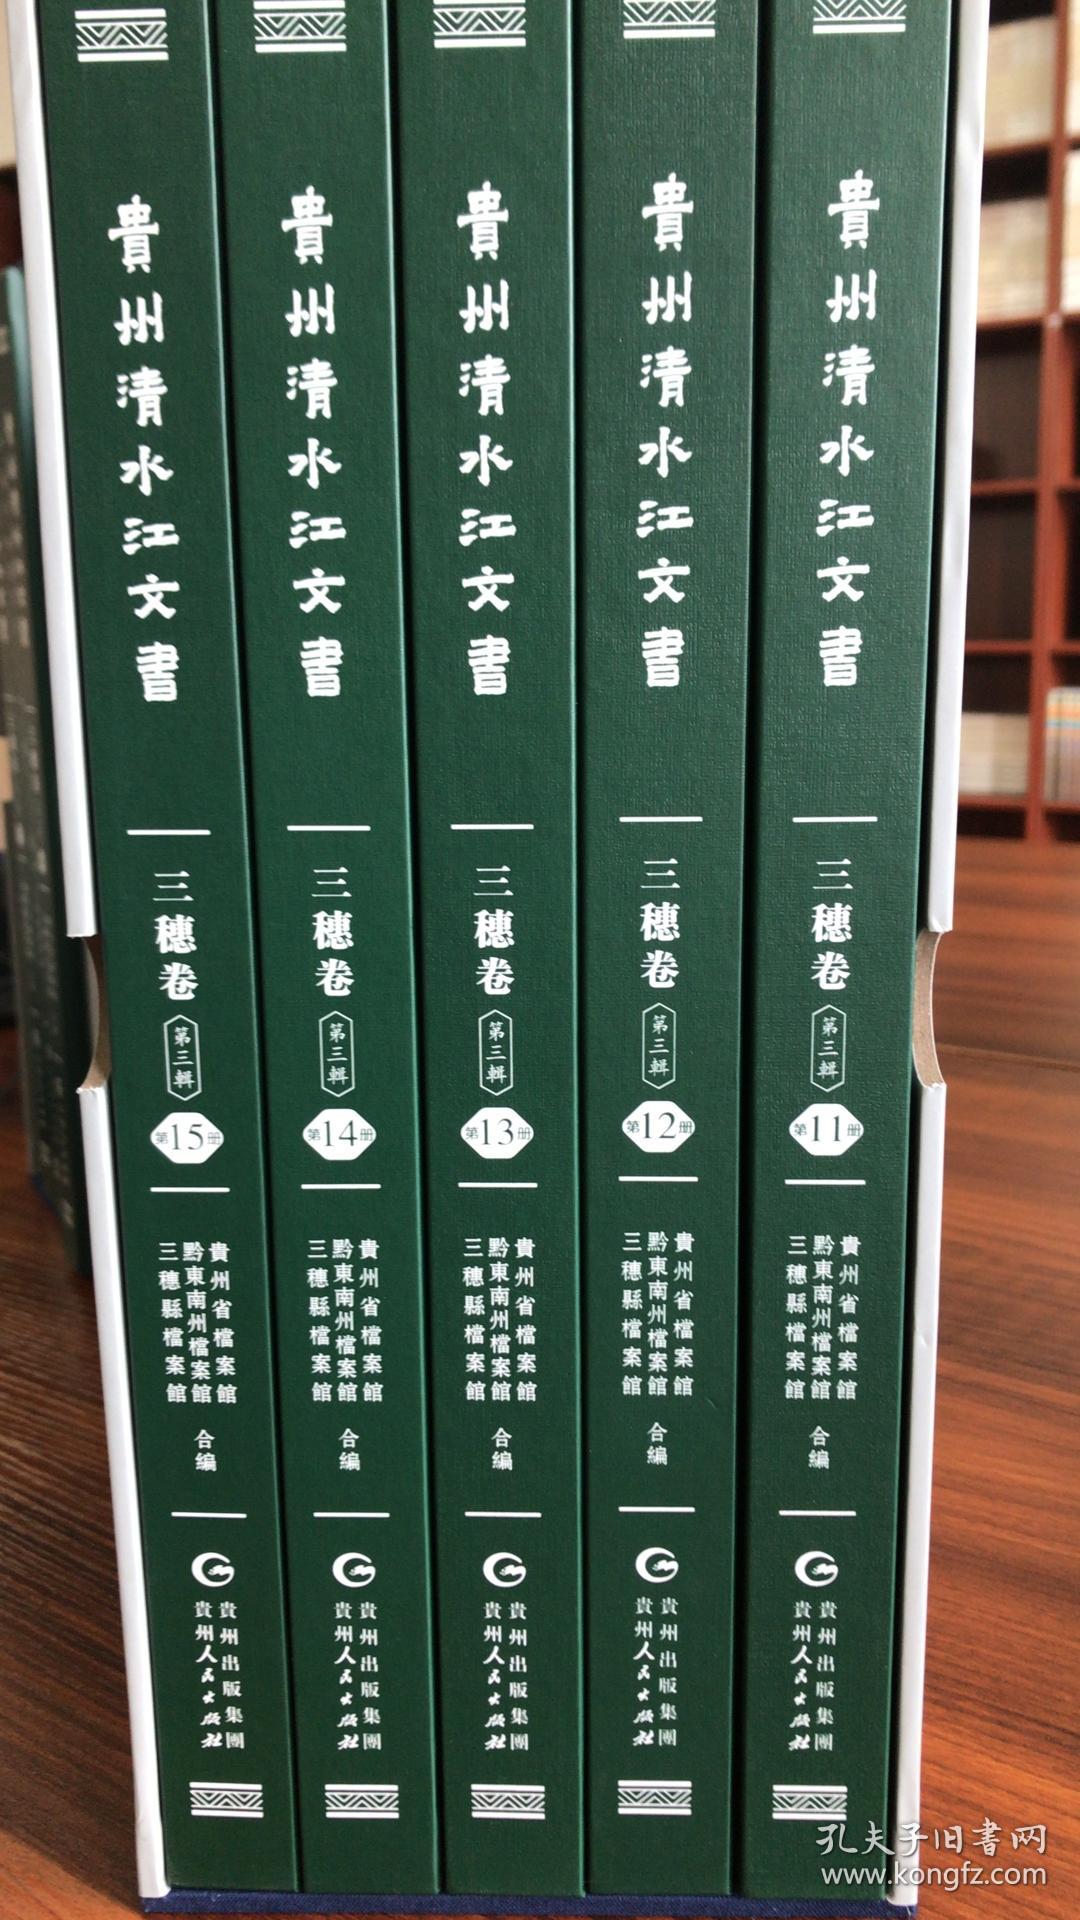 貴州清水江文書
三穗卷
第三輯
第15册
貴州省檔案館
黔東南州檔案館
三穗縣檔案館
合編
貴州出版集團
貴州人民出版社
貴州清水江文書
三穗卷
第三輯
第14册
貴州省檔案館
黔東南州檔案館
三穗縣檔案館
合編
貴州出版集團
貴州人民出版社
貴州清水江文書
三穗卷
第三輯
第13册
貴州省檔案館
黔東南州檔案館
三穗縣檔案館
合編
貴州出版集團
貴州人民出版社
貴州清水江文書
三穗卷
第三輯
第12册
貴州省檔案館
黔東南州檔案館
三穗縣檔案館
合編
貴州出版集團
貴州人民出版社
貴州清水江文書
三穗卷
第三輯
第11册
貴州省檔案館
黔東南州檔案館
三穗縣檔案館
合編
貴州出版集團
貴州人民出版社
孔夫子旧書网
www.kongfz.com